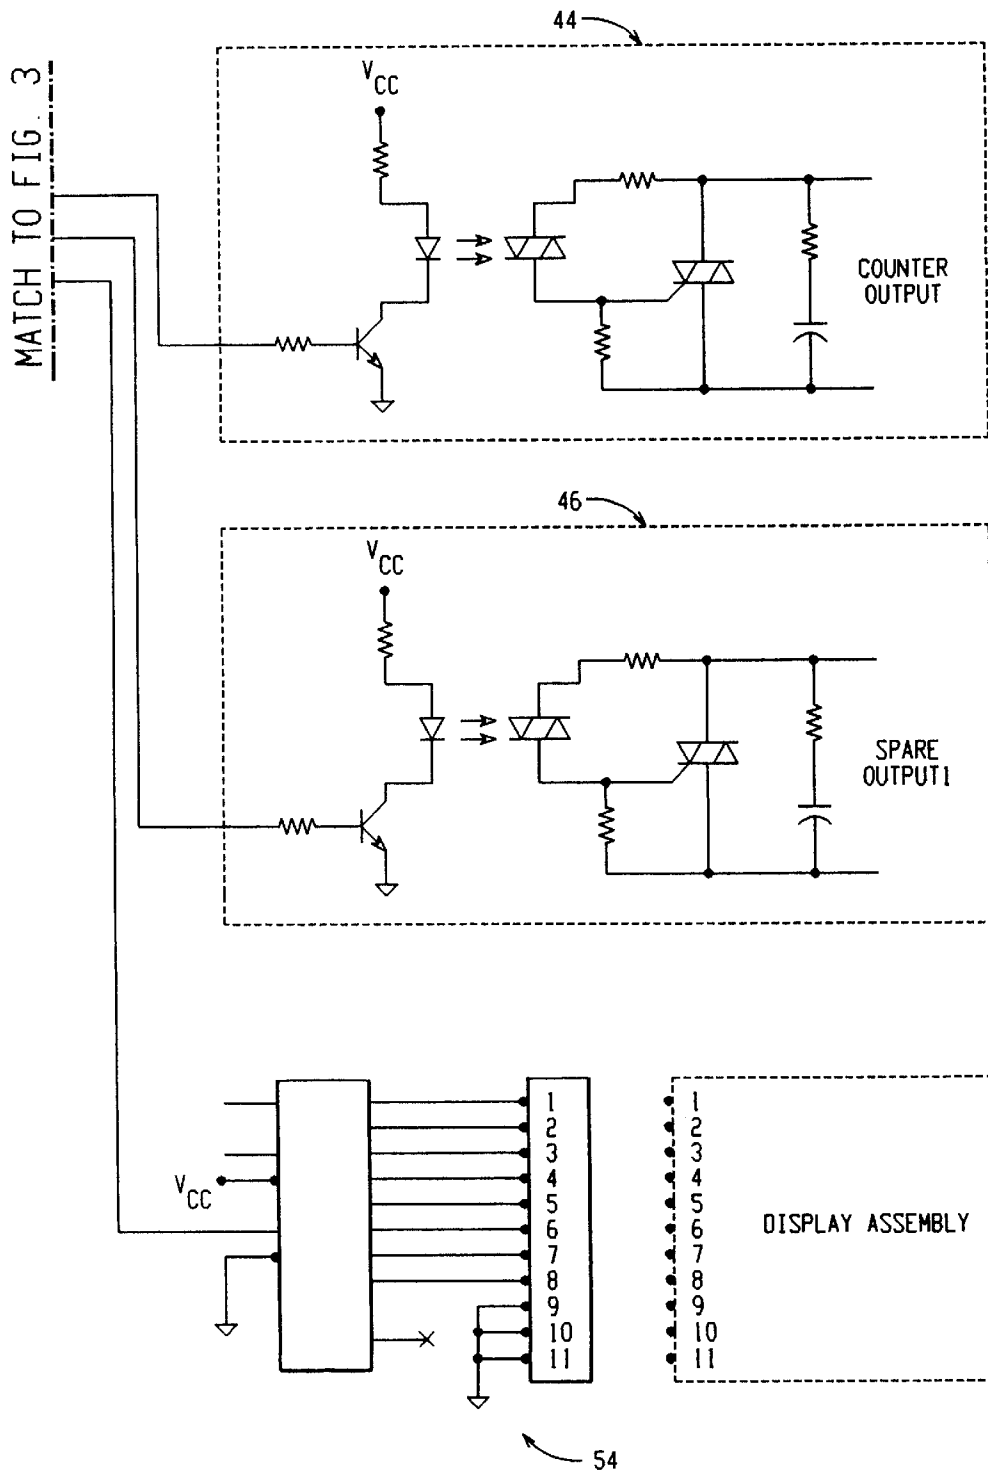 44
MATCH TO FIG. 3
VCC
COUNTER
OUTPUT
46
VCC
SPARE
OUTPUT1
VCC
1
2
3
4
5
6
7
8
9
10
11
1
2
3
4
5
6
7
8
9
10
11
DISPLAY ASSEMBLY
54